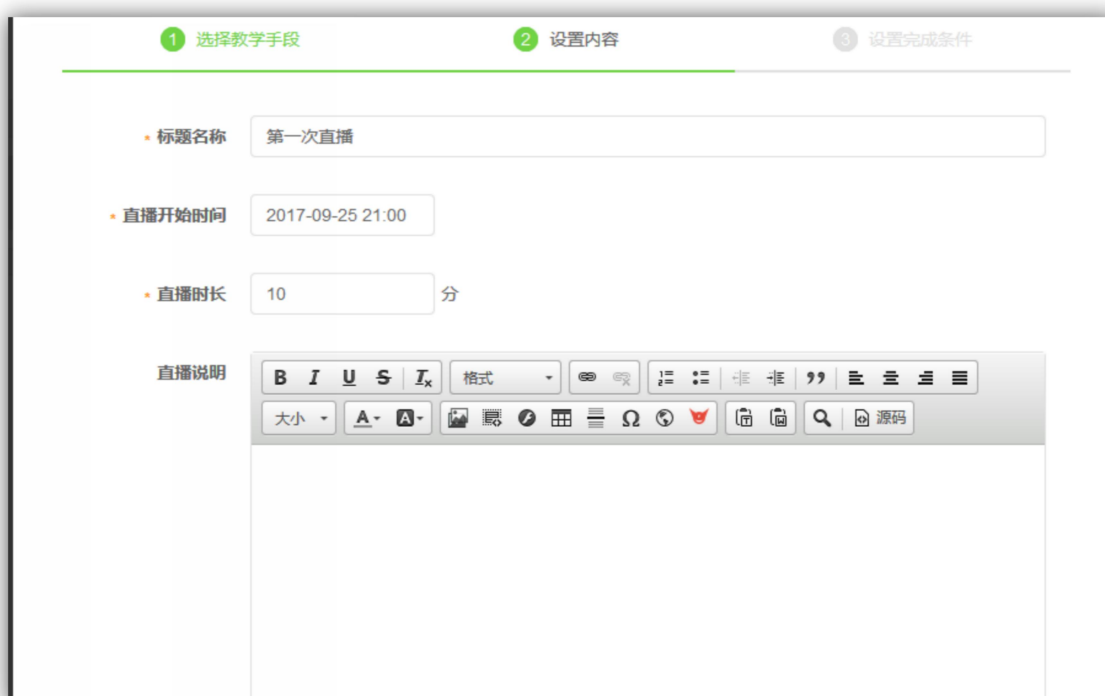 1 选择教学手段 2 设置内容 3 设置完成条件
* 标题名称 第一次直播
* 直播开始时间 2017-09-25 21:00
* 直播时长 10 分
直播说明
B I U S Tx 格式
大小 A A Ω 源码